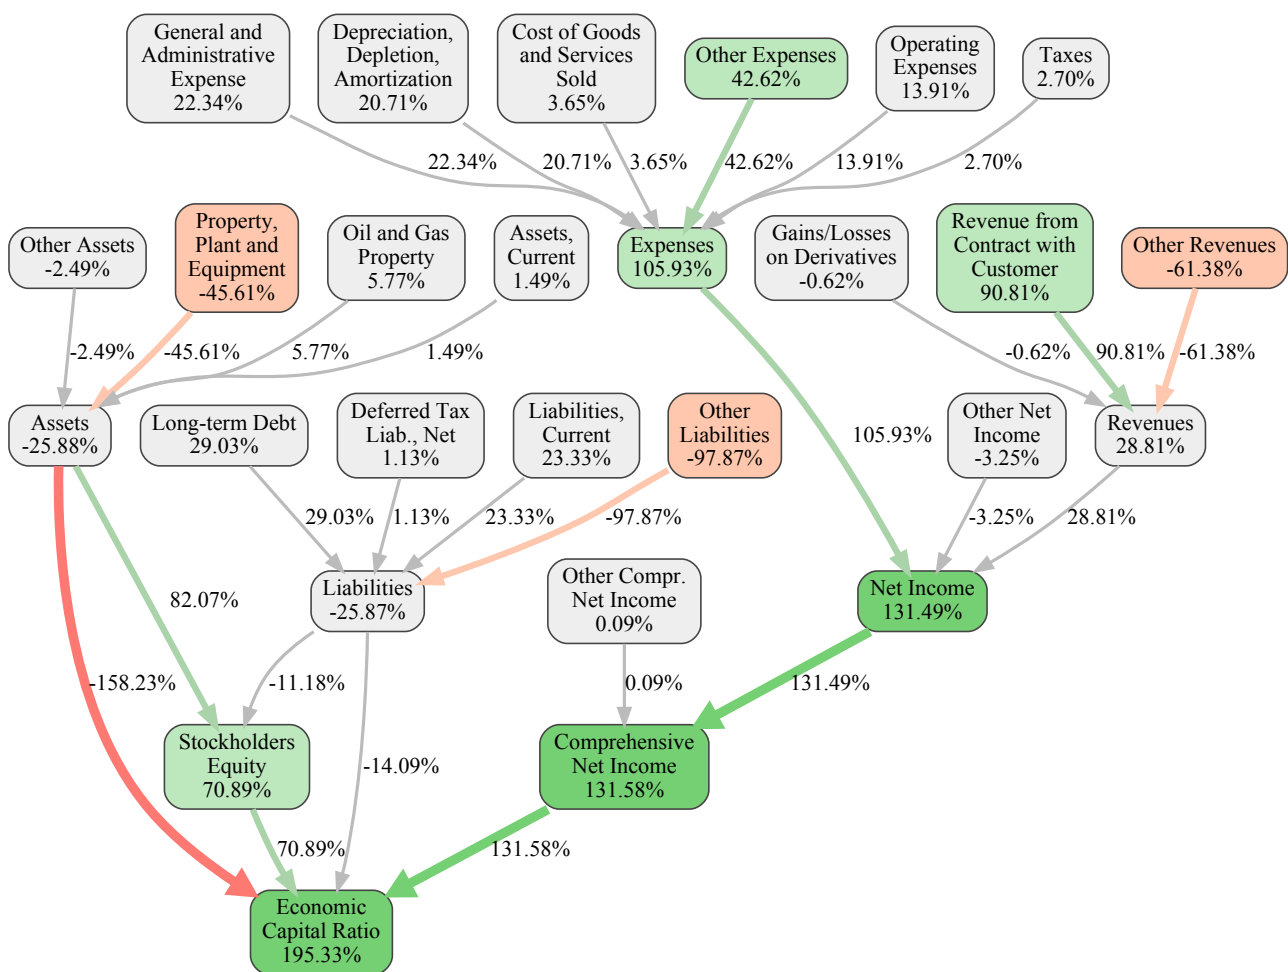 General and
Administrative
Expense
22.34%
Depreciation,
Depletion,
Amortization
20.71%
Cost of Goods
and Services
Sold
3.65%
Other Expenses
42.62%
Operating
Expenses
13.91%
Taxes
2.70%
22.34%
20.71%
3.65%
42.62%
13.91%
2.70%
Other Assets
-2.49%
Property,
Plant and
Equipment
-45.61%
Oil and Gas
Property
5.77%
Assets,
Current
1.49%
Expenses
105.93%
Gains/Losses
on Derivatives
-0.62%
Revenue from
Contract with
Customer
90.81%
Other Revenues
-61.38%
-2.49%
-45.61%
5.77%
1.49%
-0.62%
90.81%
-61.38%
Assets
-25.88%
Long-term Debt
29.03%
Deferred Tax
Liab., Net
1.13%
Liabilities,
Current
23.33%
Other
Liabilities
-97.87%
105.93%
Other Net
Income
-3.25%
Revenues
28.81%
29.03%
1.13%
23.33%
-97.87%
-3.25%
28.81%
82.07%
Liabilities
-25.87%
Other Compr.
Net Income
0.09%
Net Income
131.49%
-158.23%
-11.18%
0.09%
131.49%
Stockholders
Equity
70.89%
-14.09%
Comprehensive
Net Income
131.58%
70.89%
131.58%
Economic
Capital Ratio
195.33%